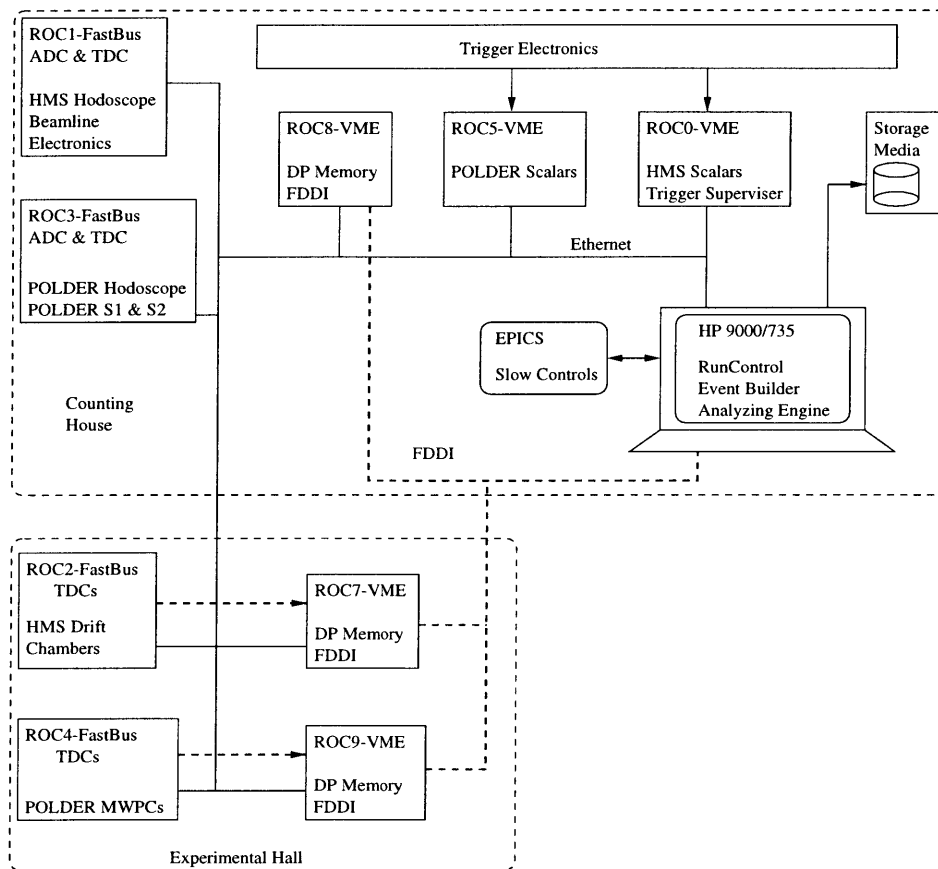 ROC1-FastBus
ADC & TDC
HMS Hodoscope
Beamline
Electronics
Trigger Electronics
ROC8-VME
DP Memory
FDDI
ROC5-VME
POLDER Scalars
ROC0-VME
HMS Scalars
Trigger Superviser
Storage
Media
ROC3-FastBus
ADC & TDC
POLDER Hodoscope
POLDER S1 & S2
Ethernet
EPICS
Slow Controls
HP 9000/735
RunControl
Event Builder
Analyzing Engine
Counting
House
FDDI
ROC2-FastBus
TDCs
HMS Drift
Chambers
ROC7-VME
DP Memory
FDDI
ROC4-FastBus
TDCs
POLDER MWPCs
ROC9-VME
DP Memory
FDDI
Experimental Hall